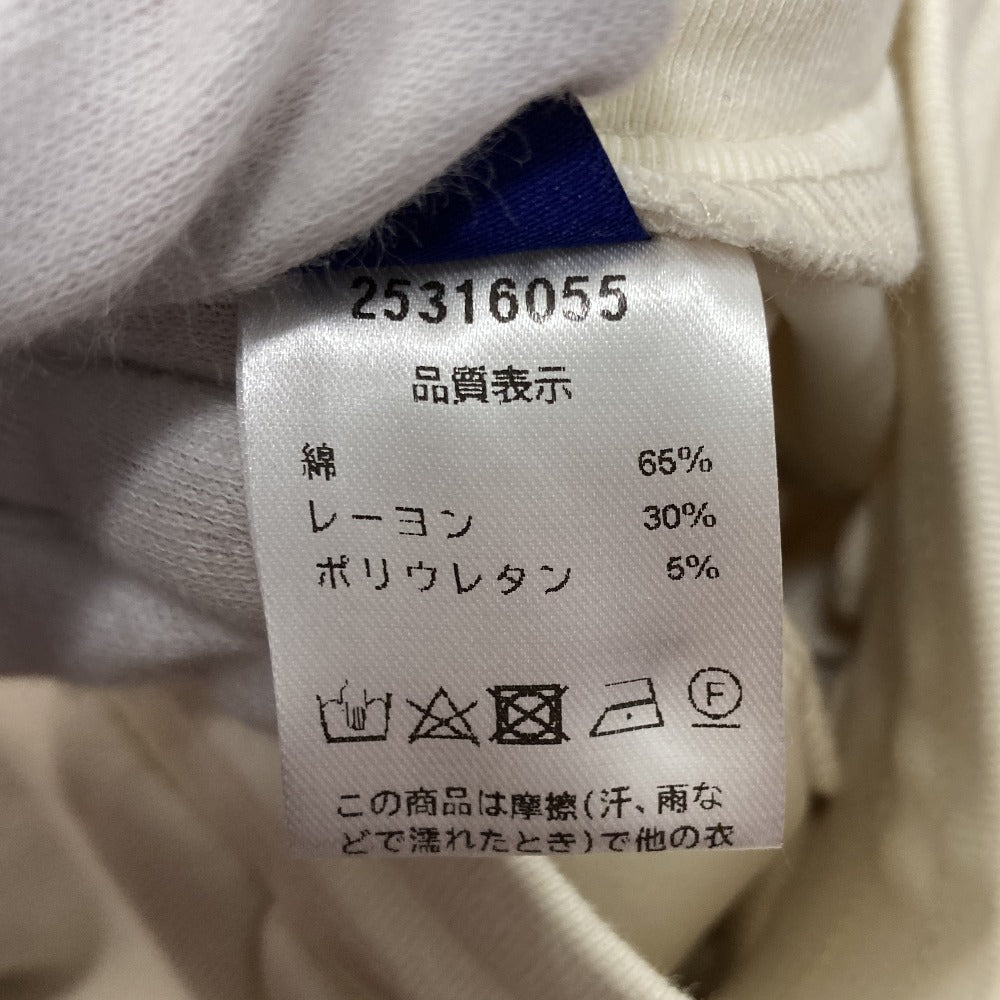 25316055
品質表示
綿 65%
レーヨン 30%
ポリウレタン 5%
F
この商品は摩擦(汗、雨な
どで濡れたとき)で他の衣